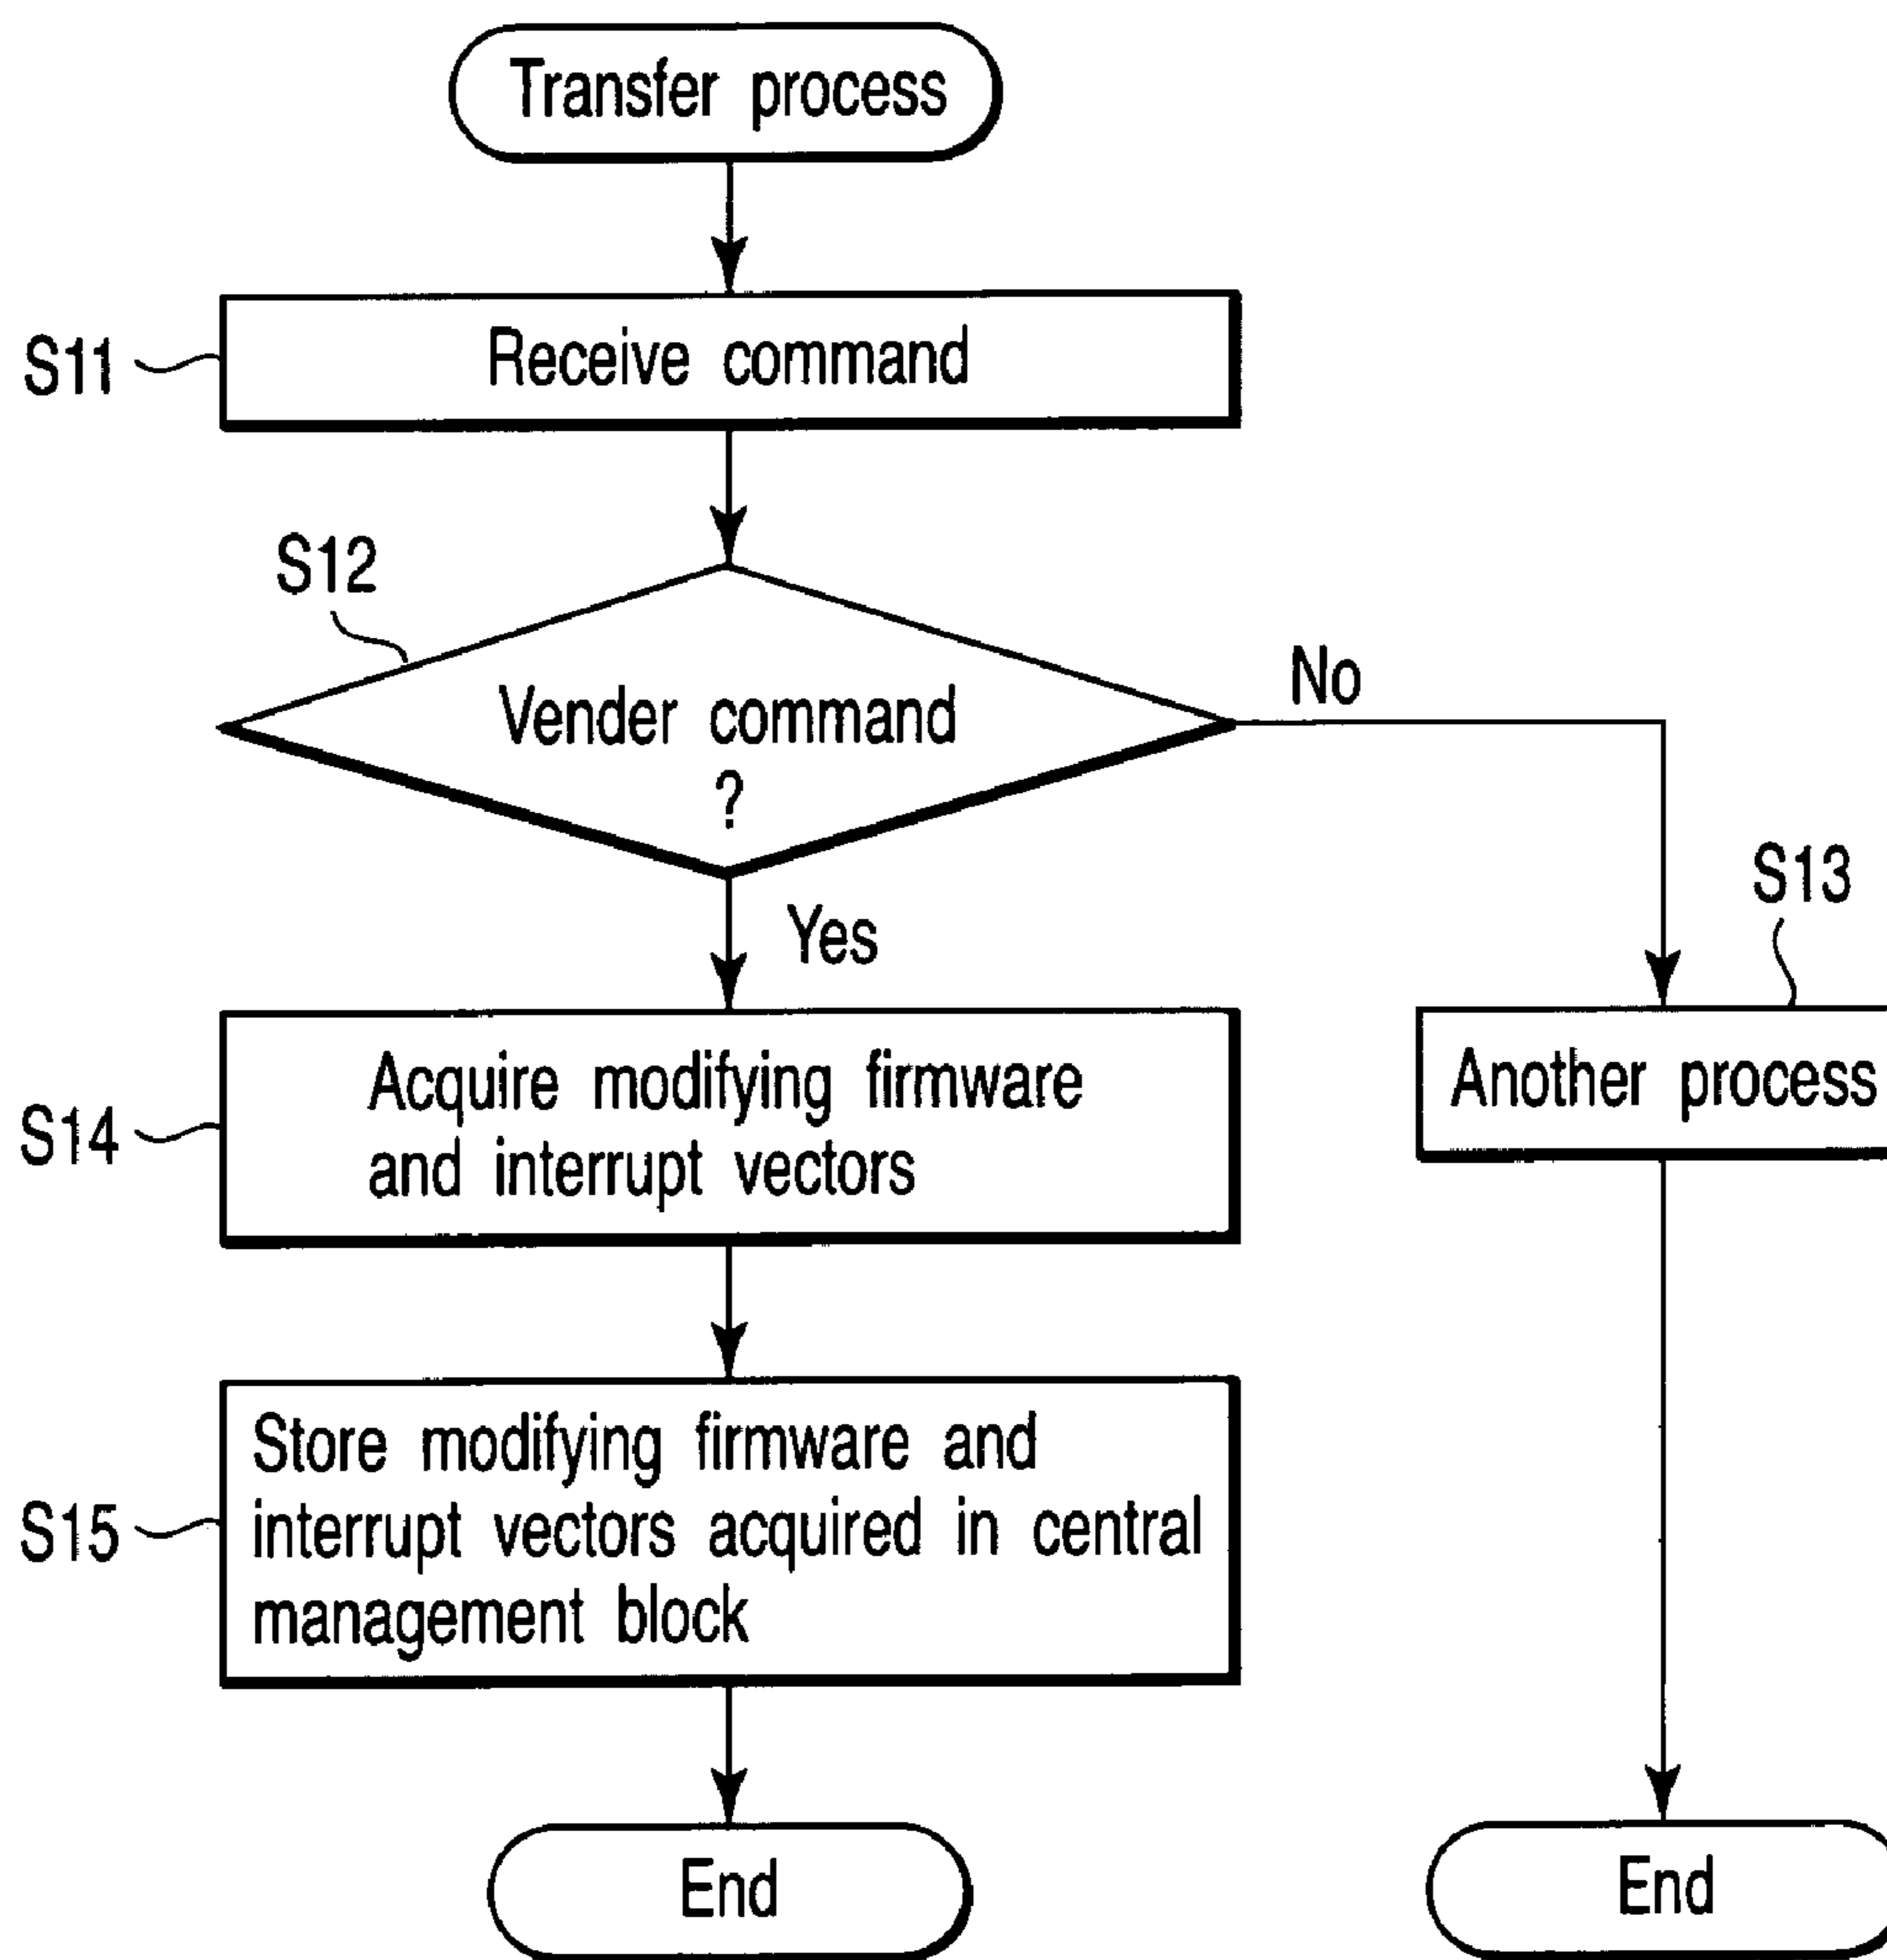 Transfer process
S11
Receive command
S12
Vender command
?
No
Yes
S13
Another process
S14
Acquire modifying firmware
and interrupt vectors
S15
Store modifying firmware and
interrupt vectors acquired in central
management block
End
End